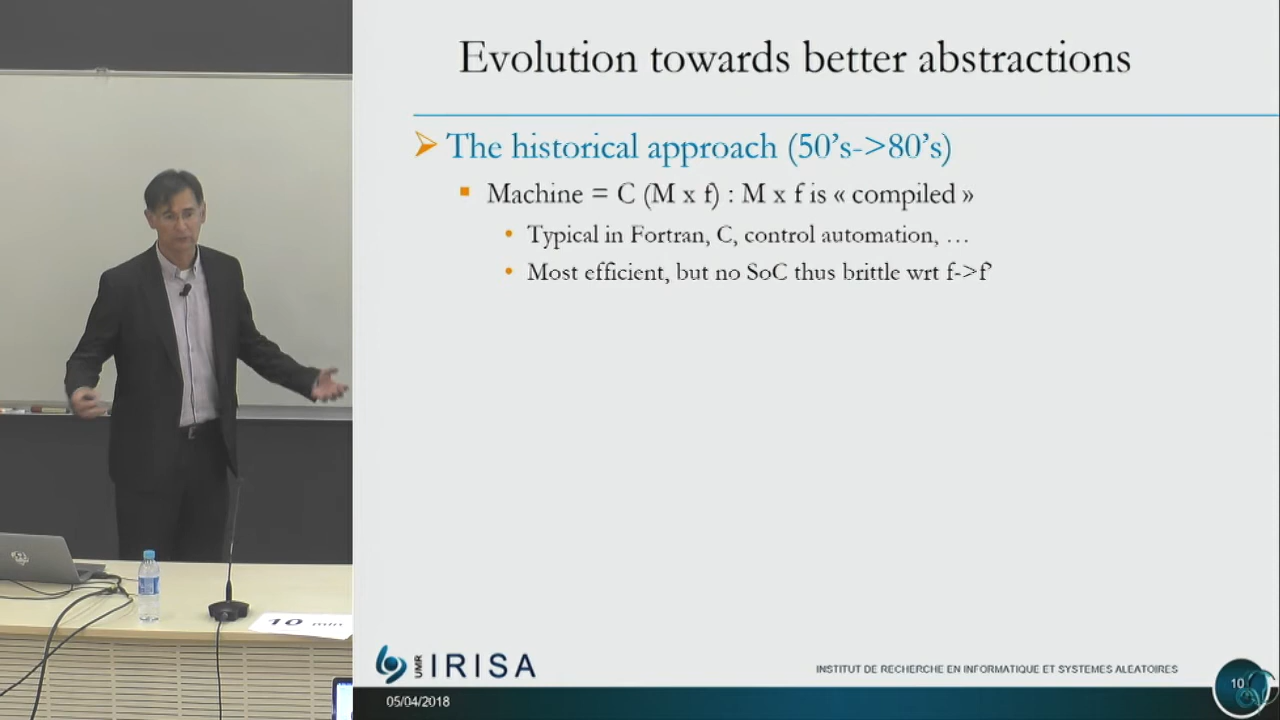 Evolution towards better abstractions
The historical approach (50's->80's)
Machine = C (M x f) : M x f is « compiled »
Typical in Fortran, C, control automation, …
Most efficient, but no SoC thus brittle wrt f->f'
UMR IRISA
INSTITUT DE RECHERCHE EN INFORMATIQUE ET SYSTEMES ALEATOIRES
05/04/2018
10
10 min